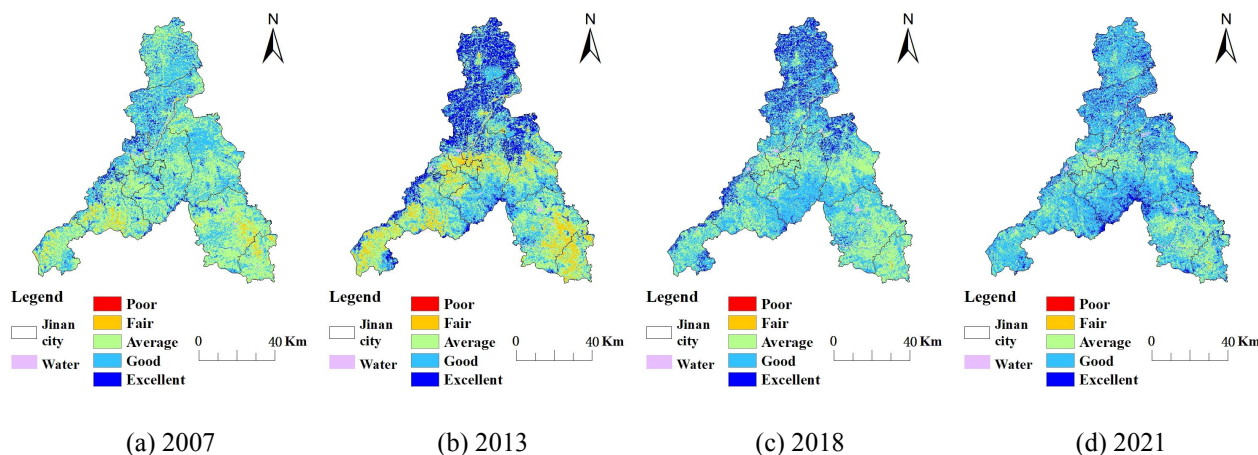 N
N
N
N
Legend
Jinan
city
Water
Poor
Fair
Average
Good
Excellent
0
40 Km
Legend
Jinan
city
Water
Poor
Fair
Average
Good
Excellent
0
40 Km
Legend
Jinan
city
Water
Poor
Fair
Average
Good
Excellent
0
40 Km
Legend
Jinan
city
Water
Poor
Fair
Average
Good
Excellent
0
40 Km
(a) 2007
(b) 2013
(c) 2018
(d) 2021